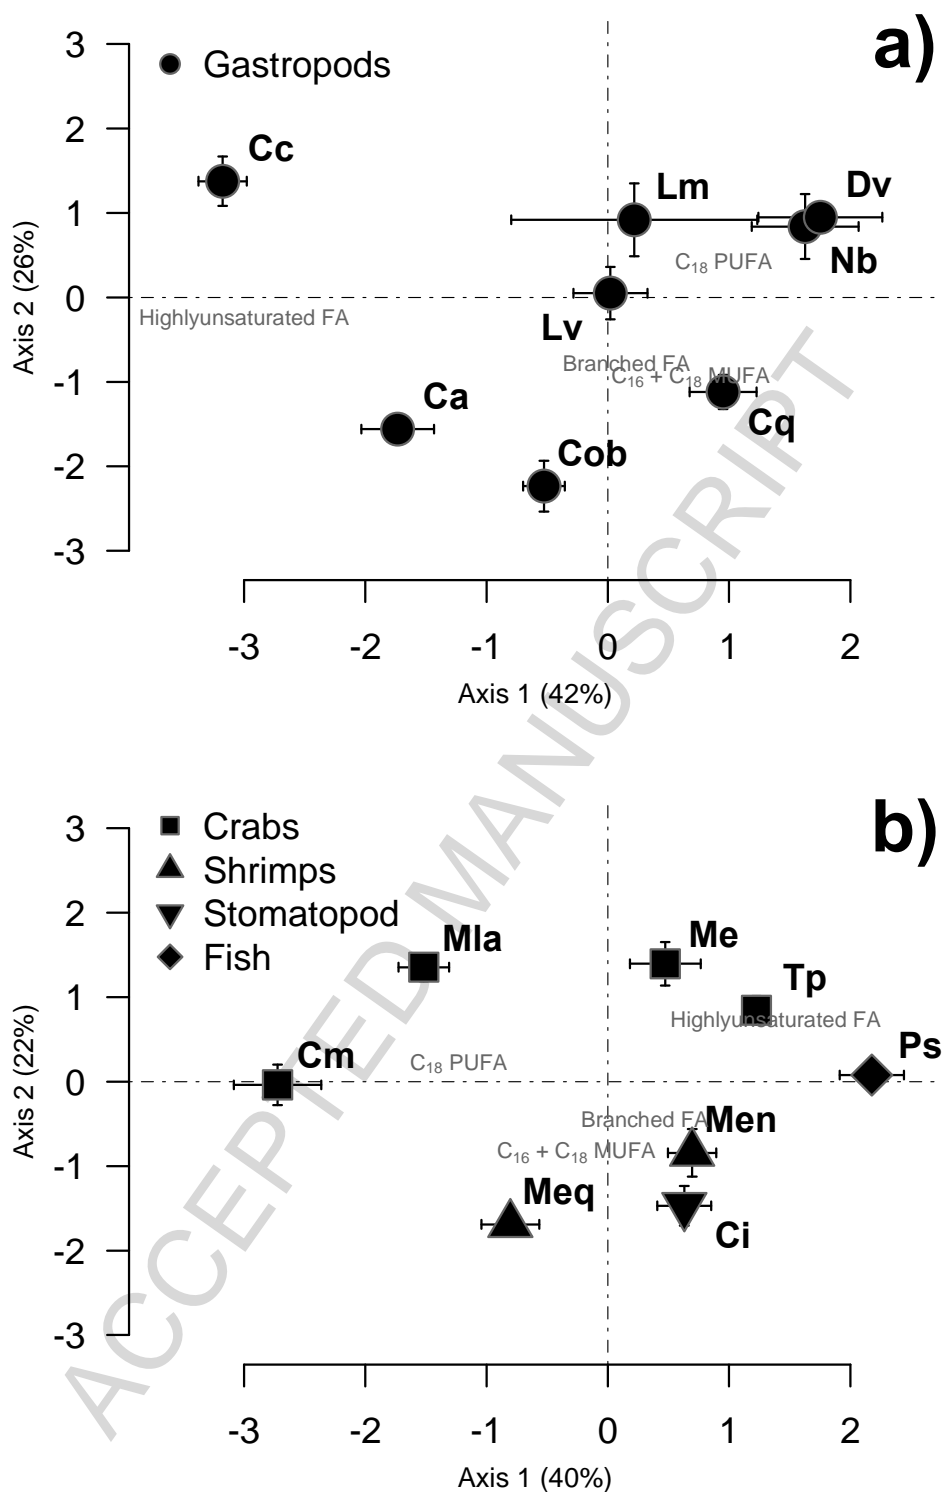 a)
3
Gastropods
2
Cc
Lm
Dv
1
Nb
C₁₈ PUFA
0
Highlyunsaturated FA
Lv
Branched FA
C₁₆ + C₁₈ MUFA
-1
Ca
Cq
Cob
-2
-3
Axis 2 (26%)
-3 -2 -1 0 1 2
Axis 1 (42%)
b)
3
Crabs
Shrimps
Stomatopod
Fish
2
Mla
Me
Tp
1
Highlyunsaturated FA
Ps
Cm
C₁₈ PUFA
0
Branched FA
Men
C₁₆ + C₁₈ MUFA
-1
Meq
Ci
-2
-3
Axis 2 (22%)
-3 -2 -1 0 1 2
Axis 1 (40%)
ACCEPTED MANUSCRIPT